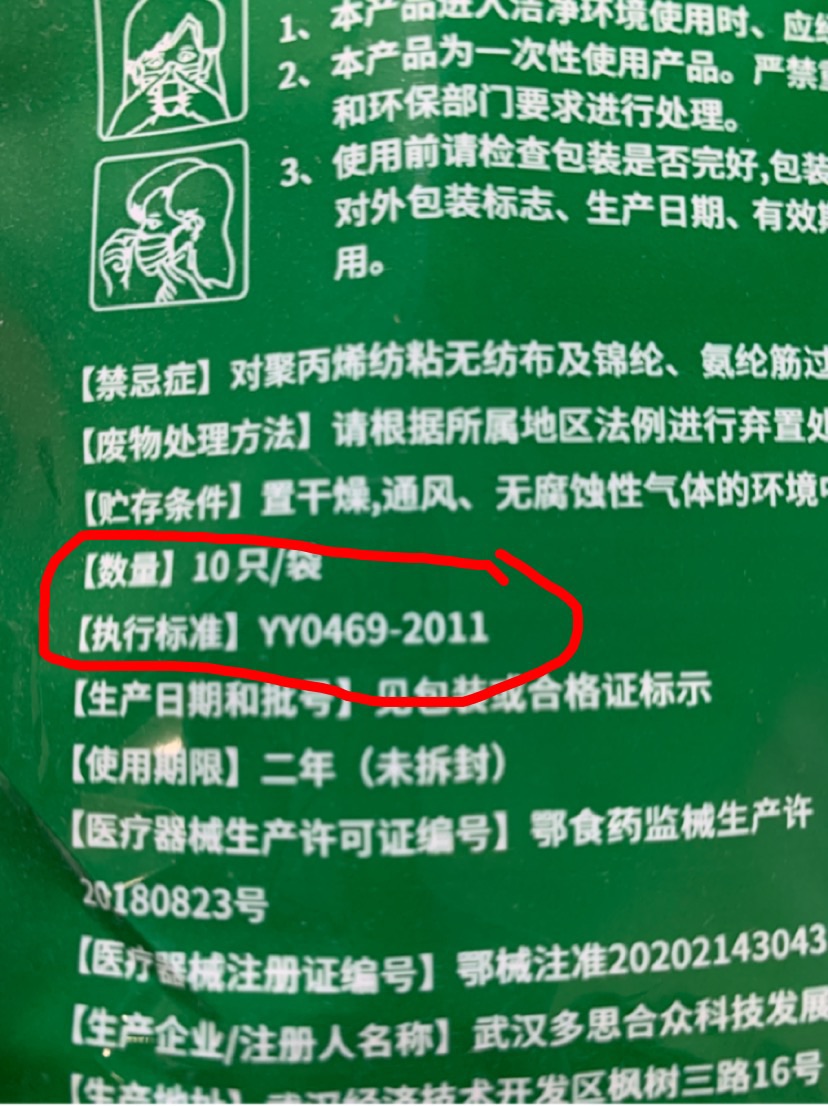 1、本产品进入洁净环境使用时、应经
2、本产品为一次性使用产品。严禁重
和环保部门要求进行处理。
3、使用前请检查包装是否完好,包装
对外包装标志、生产日期、有效期
用。
【禁忌症】对聚丙烯纺粘无纺布及锦纶、氨纶筋过
【废物处理方法】请根据所属地区法例进行弃置处
【贮存条件】置干燥,通风、无腐蚀性气体的环境中
【数量】10只/袋
【执行标准】YY0469-2011
【生产日期和批号】见包装或合格证标示
【使用期限】二年（未拆封）
【医疗器械生产许可证编号】鄂食药监械生产许
20180823号
【医疗器械注册证编号】鄂械注准20202143043
【生产企业/注册人名称】武汉多思合众科技发展
【生产地址】武汉经济技术开发区枫树三路16号